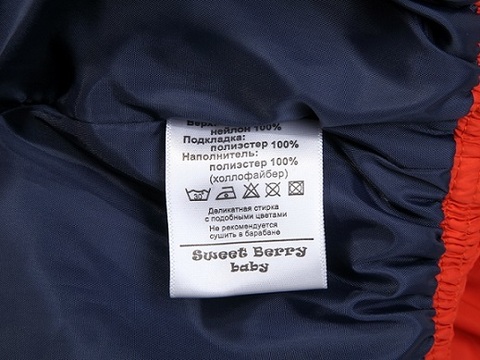 Верх:
нейлон 100%
Подкладка:
полиэстер 100%
Наполнитель:
полиэстер 100%
(холлофайбер)
Деликатная стирка
с подобными цветами
Не рекомендуется
сушить в барабане
Sweet Berry
baby